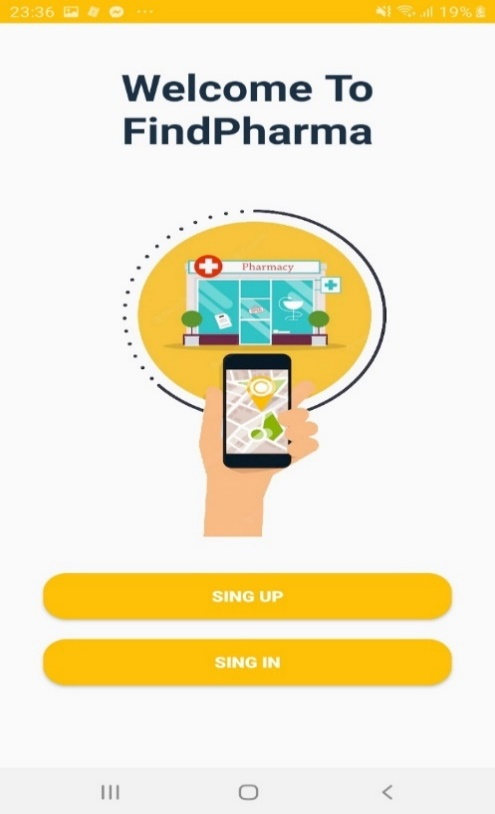 23:36 19%
Welcome To
FindPharma
Pharmacy
SING UP
SING IN